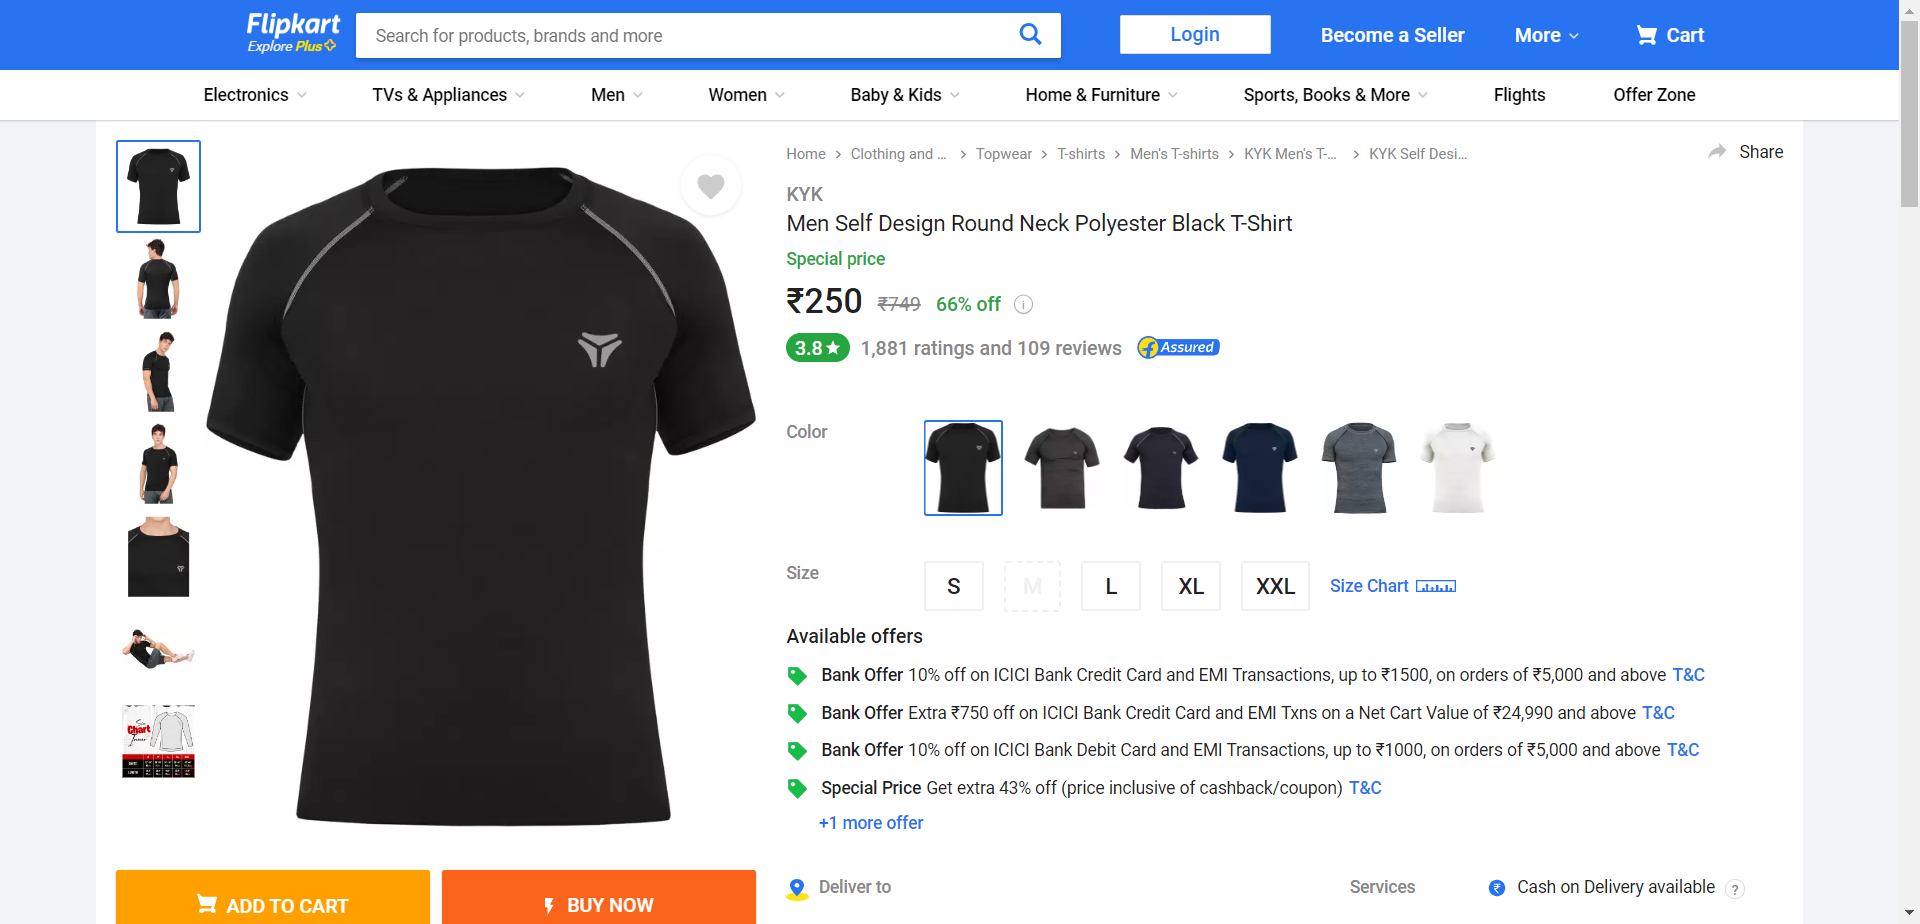 Flipkart
Explore Plus
Search for products, brands and more
Login
Become a Seller
More
Cart
Electronics
TVs & Appliances
Men
Women
Baby & Kids
Home & Furniture
Sports, Books & More
Flights
Offer Zone
Home
Clothing and ...
Topwear
T-shirts
Men's T-shirts
KYK Men's T-...
KYK Self Desi...
Share
KYK
Men Self Design Round Neck Polyester Black T-Shirt
Special price
₹250 ₹749 66% off
3.8 1,881 ratings and 109 reviews Assured
Color
Size
S
M
L
XL
XXL
Size Chart
Available offers
Bank Offer 10% off on ICICI Bank Credit Card and EMI Transactions, up to ₹1500, on orders of ₹5,000 and above T&C
Bank Offer Extra ₹750 off on ICICI Bank Credit Card and EMI Txns on a Net Cart Value of ₹24,990 and above T&C
Bank Offer 10% off on ICICI Bank Debit Card and EMI Transactions, up to ₹1000, on orders of ₹5,000 and above T&C
Special Price Get extra 43% off (price inclusive of cashback/coupon) T&C
+1 more offer
Chart
ADD TO CART
BUY NOW
Deliver to
Services
₹ Cash on Delivery available ?